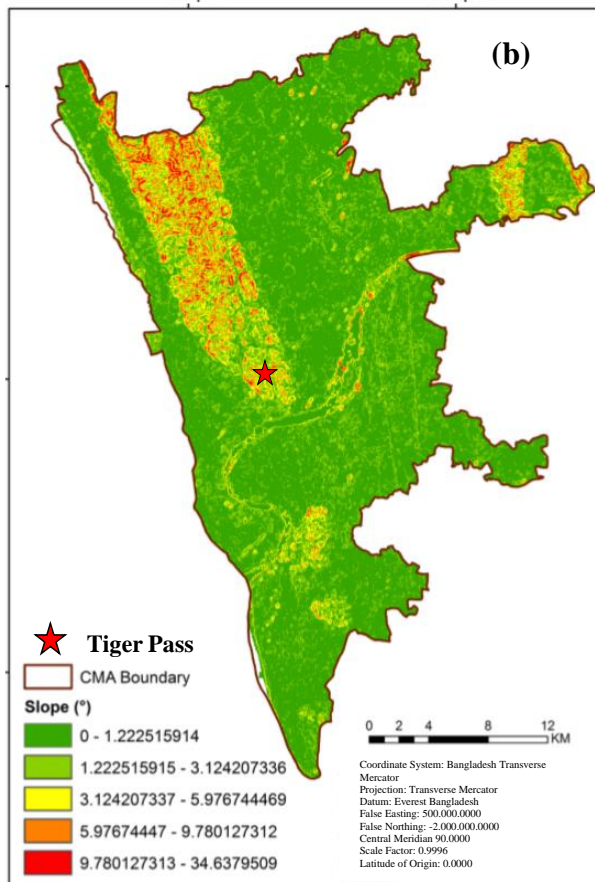 (b)
Tiger Pass
CMA Boundary
Slope (°)
0 - 1.222515914
1.222515915 - 3.124207336
3.124207337 - 5.976744469
5.97674447 - 9.780127312
9.780127313 - 34.6379509
0 2 4 8 12
KM
Coordinate System: Bangladesh Transverse
Mercator
Projection: Transverse Mercator
Datum: Everest Bangladesh
False Easting: 500.000.0000
False Northing: -2.000.000.0000
Central Meridian 90.0000
Scale Factor: 0.9996
Latitude of Origin: 0.0000